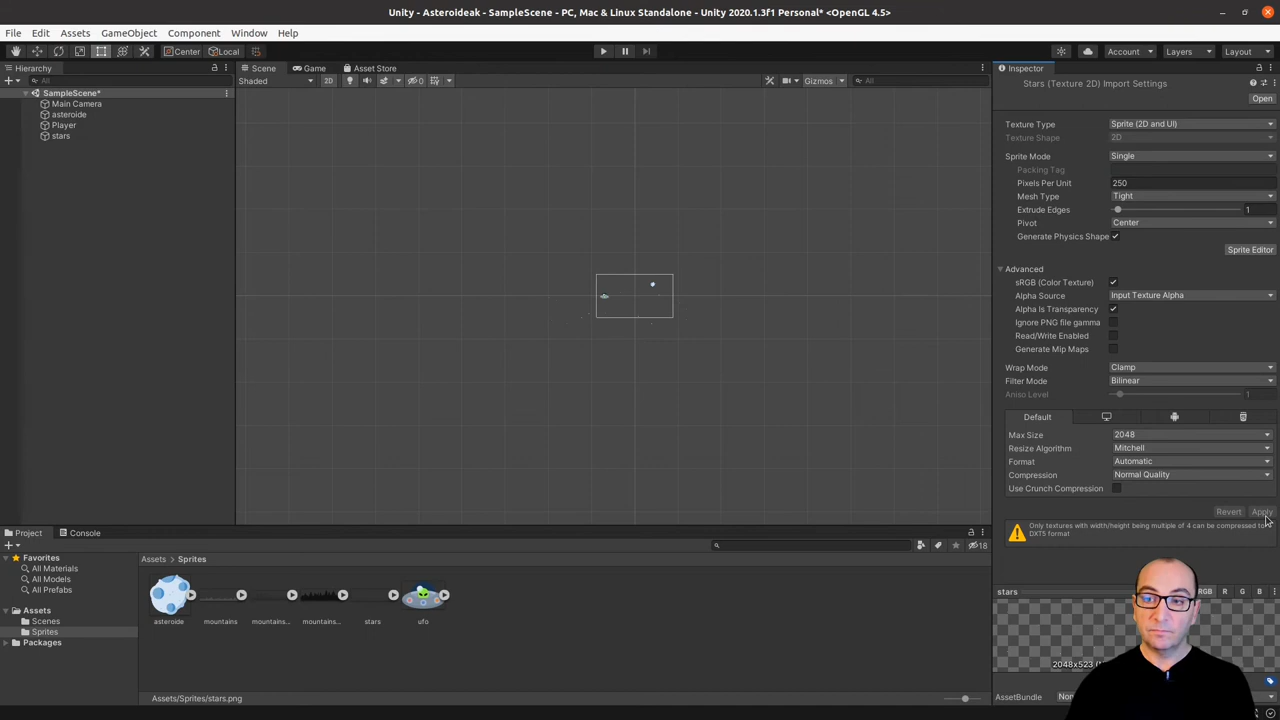 Unity - Asteroideak - SampleScene - PC, Mac & Linux Standalone - Unity 2020.1.3f1 Personal* <OpenGL 4.5>
File Edit Assets GameObject Component Window Help
Center Local Account Layers Layout
Hierarchy
All
SampleScene*
Main Camera
asteroide
Player
stars
Scene Game Asset Store
Shaded 2D 0 Gizmos All
Inspector
Stars (Texture 2D) Import Settings
Open
Texture Type Sprite (2D and UI)
Texture Shape 2D
Sprite Mode Single
Packing Tag
Pixels Per Unit 250
Mesh Type Tight
Extrude Edges 1
Pivot Center
Generate Physics Shape
Sprite Editor
Advanced
sRGB (Color Texture)
Alpha Source Input Texture Alpha
Alpha Is Transparency
Ignore PNG file gamma
Read/Write Enabled
Generate Mip Maps
Wrap Mode Clamp
Filter Mode Bilinear
Aniso Level 1
Default
Max Size 2048
Resize Algorithm Mitchell
Format Automatic
Compression Normal Quality
Use Crunch Compression
Revert Apply
Only textures with width/height being multiple of 4 can be compressed to
DXT5 format
stars RGB R G B
2048x523
AssetBundle
Project Console
18
Favorites
All Materials
All Models
All Prefabs
Assets
Scenes
Sprites
Packages
Assets > Sprites
asteroide mountains mountains... mountains... stars ufo
Assets/Sprites/stars.png